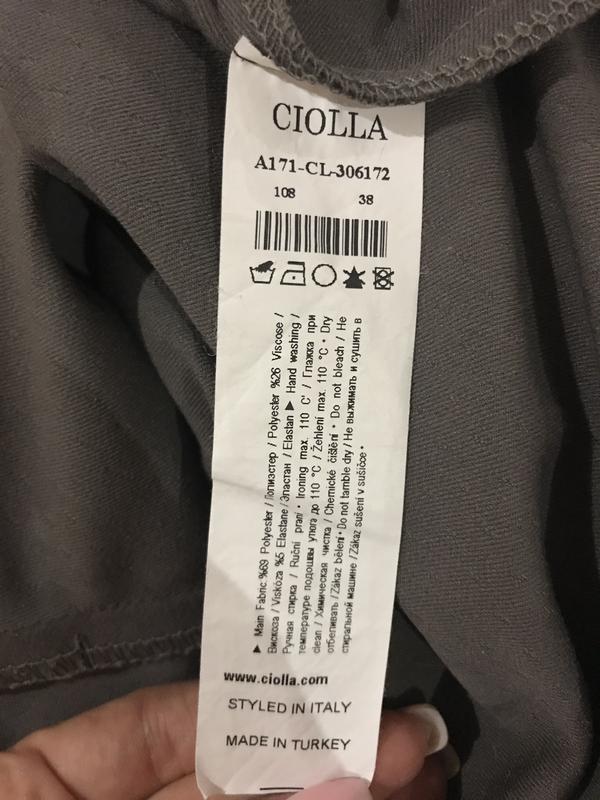 CIOLLA
A171-CL-306172
108 38
► Main Fabric:%69 Polyester / Полиэстер / Polyester %26 Viscose /
Вискоза / Viskóza %5 Elastane/Эластан / Elastan ► Hand washing /
Ручная стирка / Ruční praní • Ironing max. 110 C° / Глажка при
температуре подошвы утюга до 110 °C / Žehlení max. 110 °C • Dry
clean / Химическая чистка / Chemické čištění • Do not bleach / Не
отбеливать / Zákaz bělení • Do not tamble dry / Не выжимать и сушить в
стиральной машине / Zákaz sušení v sušičce •
www.ciolla.com
STYLED IN ITALY
MADE IN TURKEY